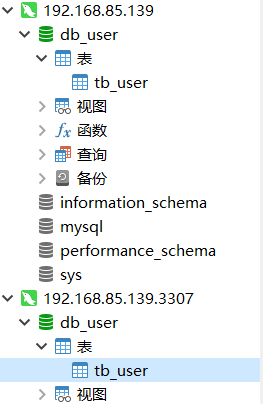 192.168.85.139
db_user
表
tb_user
视图
fx 函数
查询
备份
information_schema
mysql
performance_schema
sys
192.168.85.139.3307
db_user
表
tb_user
视图